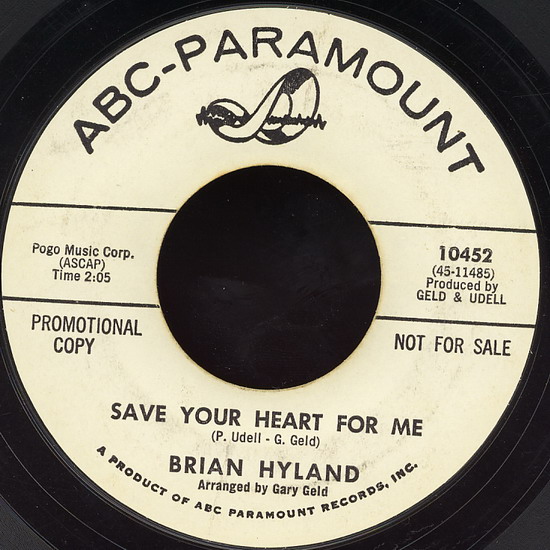 ABC-PARAMOUNT
Pogo Music Corp.
(ASCAP)
Time 2:05
10452
(45-11485)
Produced by
GELD & UDELL
PROMOTIONAL
COPY
NOT FOR SALE
SAVE YOUR HEART FOR ME
(P. Udell - G. Geld)
BRIAN HYLAND
Arranged by Gary Geld
A PRODUCT OF ABC PARAMOUNT RECORDS, INC.